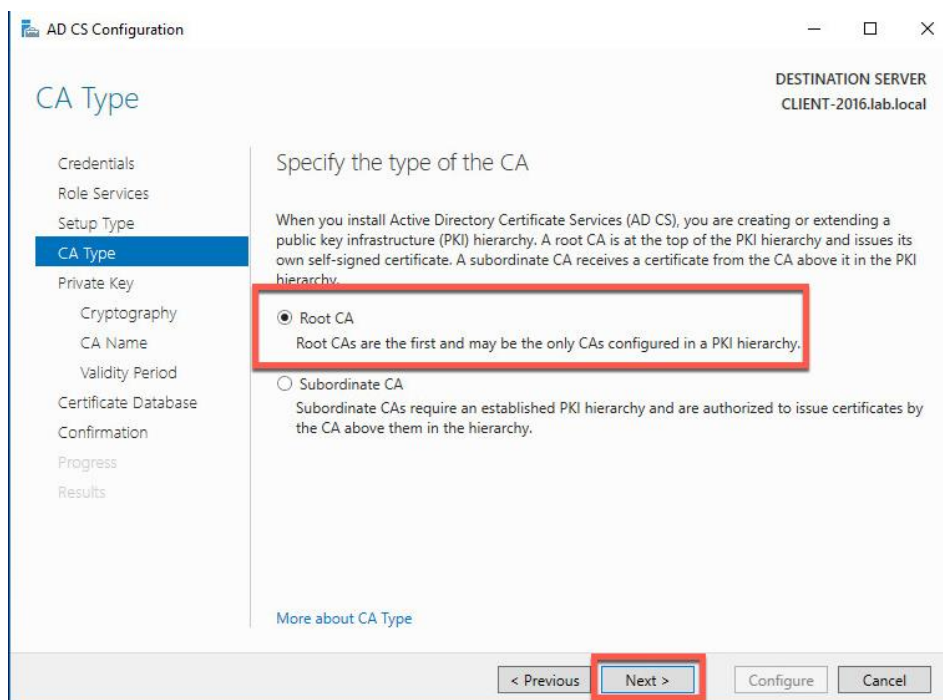 AD CS Configuration
DESTINATION SERVER
CLIENT-2016.lab.local
CA Type
Credentials
Role Services
Setup Type
CA Type
Private Key
Cryptography
CA Name
Validity Period
Certificate Database
Confirmation
Progress
Results
Specify the type of the CA
When you install Active Directory Certificate Services (AD CS), you are creating or extending a
public key infrastructure (PKI) hierarchy. A root CA is at the top of the PKI hierarchy and issues its
own self-signed certificate. A subordinate CA receives a certificate from the CA above it in the PKI
hierarchy.
Root CA
Root CAs are the first and may be the only CAs configured in a PKI hierarchy.
Subordinate CA
Subordinate CAs require an established PKI hierarchy and are authorized to issue certificates by
the CA above them in the hierarchy.
More about CA Type
< Previous
Next >
Configure
Cancel